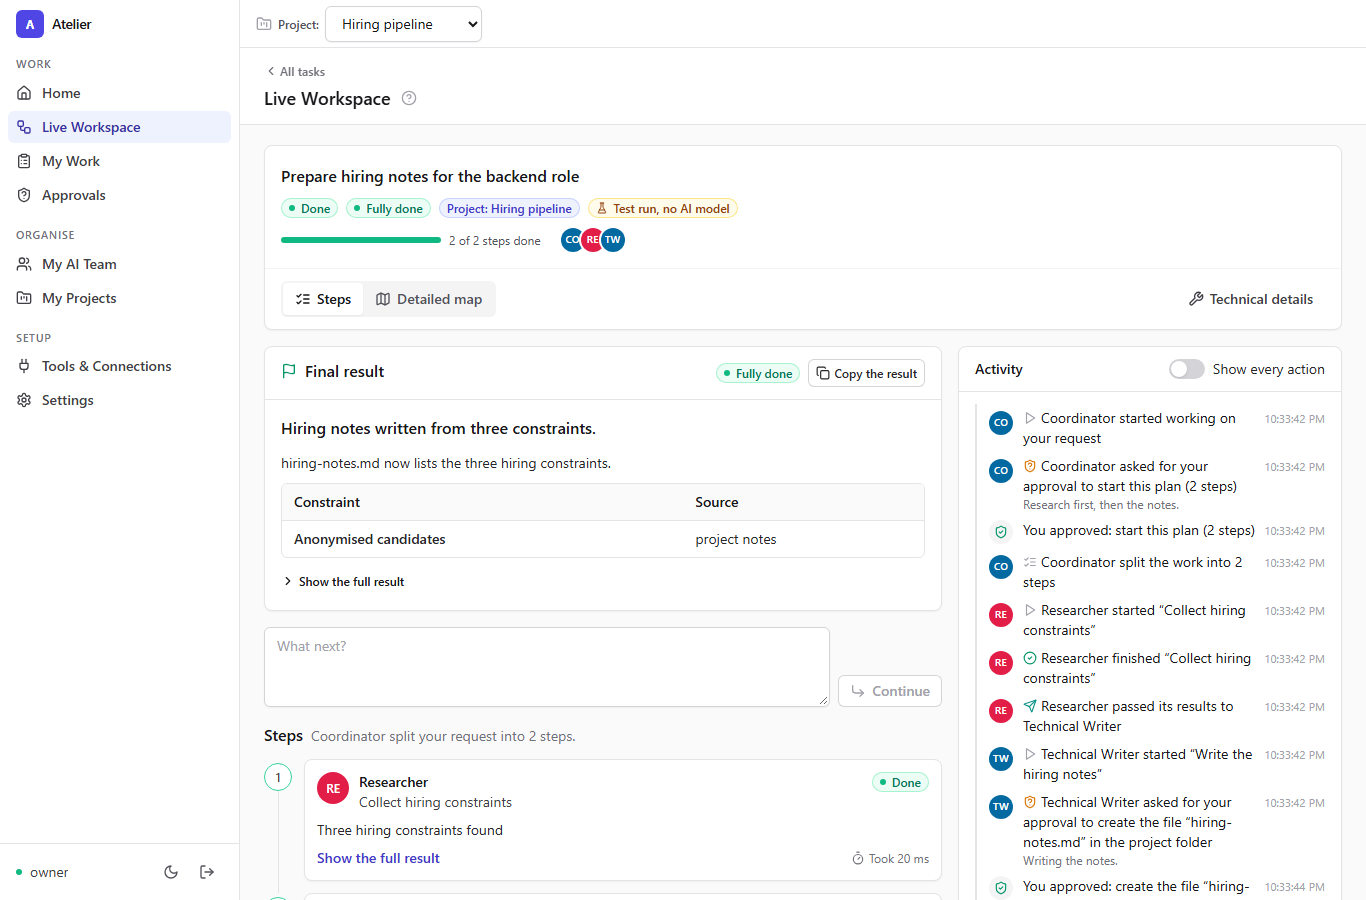 A Atelier
WORK
Home
Live Workspace
My Work
Approvals
ORGANISE
My AI Team
My Projects
SETUP
Tools & Connections
Settings
owner
Project: Hiring pipeline
All tasks
Live Workspace
Prepare hiring notes for the backend role
Done Fully done Project: Hiring pipeline Test run, no AI model
2 of 2 steps done CO RE TW
Steps Detailed map Technical details
Final result Fully done Copy the result
Hiring notes written from three constraints.
hiring-notes.md now lists the three hiring constraints.
Constraint Source
Anonymised candidates project notes
Show the full result
What next?
Continue
Steps Coordinator split your request into 2 steps.
1 RE Researcher Done
Collect hiring constraints
Three hiring constraints found
Show the full result Took 20 ms
Activity Show every action
CO Coordinator started working on 10:33:42 PM
your request
CO Coordinator asked for your 10:33:42 PM
approval to start this plan (2 steps)
Research first, then the notes.
You approved: start this plan (2 steps) 10:33:42 PM
CO Coordinator split the work into 2 10:33:42 PM
steps
RE Researcher started “Collect hiring 10:33:42 PM
constraints”
RE Researcher finished “Collect hiring 10:33:42 PM
constraints”
RE Researcher passed its results to 10:33:42 PM
Technical Writer
TW Technical Writer started “Write the 10:33:42 PM
hiring notes”
TW Technical Writer asked for your 10:33:42 PM
approval to create the file “hiring-
notes.md” in the project folder
Writing the notes.
You approved: create the file “hiring- 10:33:44 PM